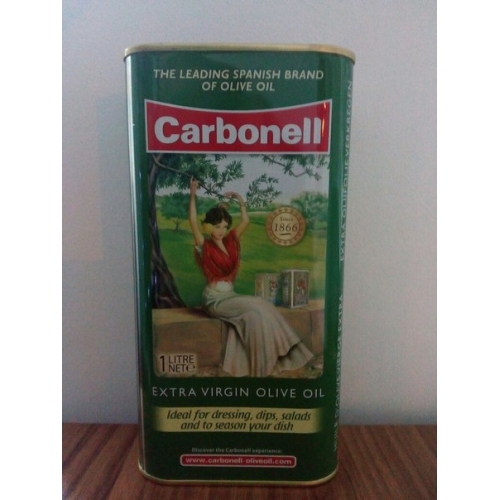 THE LEADING SPANISH BRAND
OF OLIVE OIL
Carbonell
Since
1866
1 LITRE
NET e
EXTRA VIRGIN OLIVE OIL
Ideal for dressing, dips, salads
and to season your dish
Discover the Carbonell experience:
www.carbonell-oliveoil.com